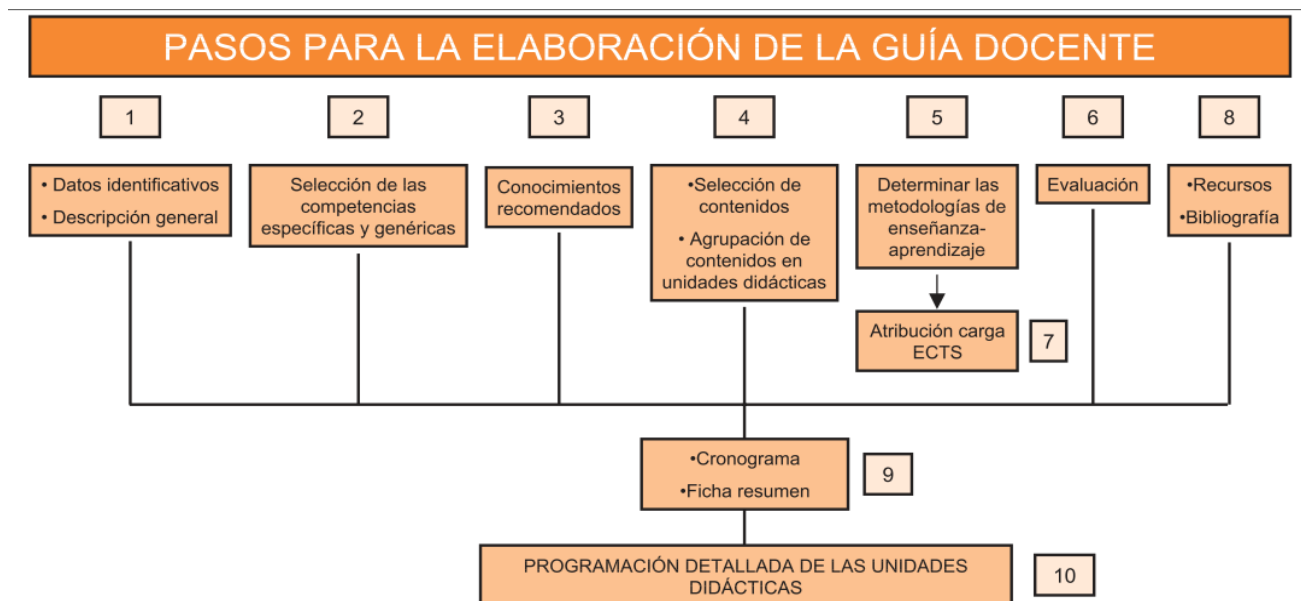 PASOS PARA LA ELABORACIÓN DE LA GUÍA DOCENTE
1
2
3
4
5
6
8
• Datos identificativos
• Descripción general
Selección de las
competencias
específicas y genéricas
Conocimientos
recomendados
•Selección de
contenidos
• Agrupación de
contenidos en
unidades didácticas
Determinar las
metodologías de
enseñanza-
aprendizaje
Evaluación
•Recursos
•Bibliografía
Atribución carga
ECTS
7
•Cronograma
•Ficha resumen
9
PROGRAMACIÓN DETALLADA DE LAS UNIDADES
DIDÁCTICAS
10